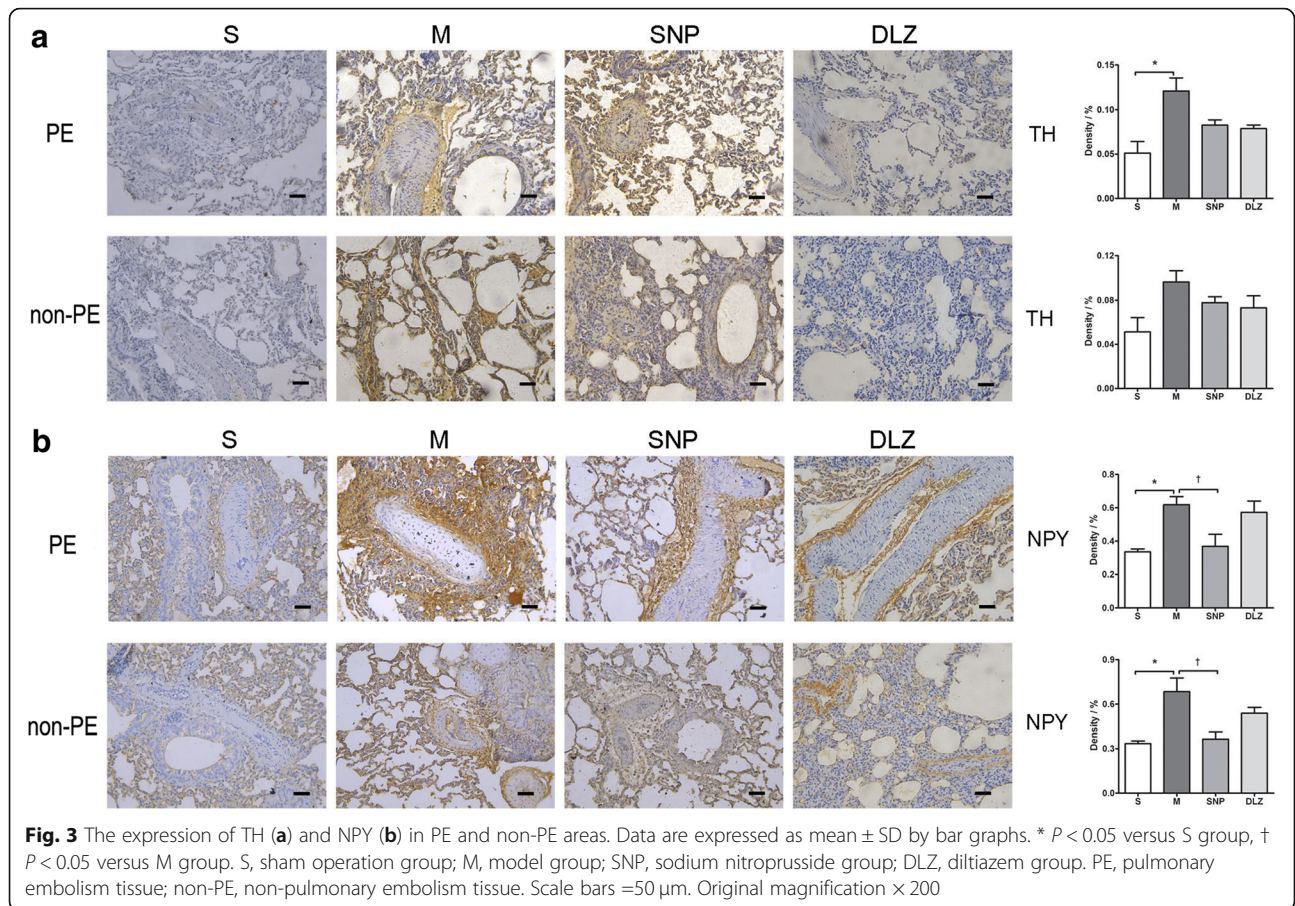 a
S M SNP DLZ
PE
TH
Density / %
0.15
0.10
0.05
0.00
*
S M SNP DLZ
non-PE
TH
Density / %
0.12
0.08
0.04
0.00
S M SNP DLZ
b
S M SNP DLZ
PE
NPY
Density / %
0.8
0.6
0.4
0.2
0.0
* †
S M SNP DLZ
non-PE
NPY
Density / %
0.9
0.6
0.3
0.0
* †
S M SNP DLZ
Fig. 3 The expression of TH (a) and NPY (b) in PE and non-PE areas. Data are expressed as mean ± SD by bar graphs. * P < 0.05 versus S group, †
P < 0.05 versus M group. S, sham operation group; M, model group; SNP, sodium nitroprusside group; DLZ, diltiazem group. PE, pulmonary
embolism tissue; non-PE, non-pulmonary embolism tissue. Scale bars =50 μm. Original magnification × 200